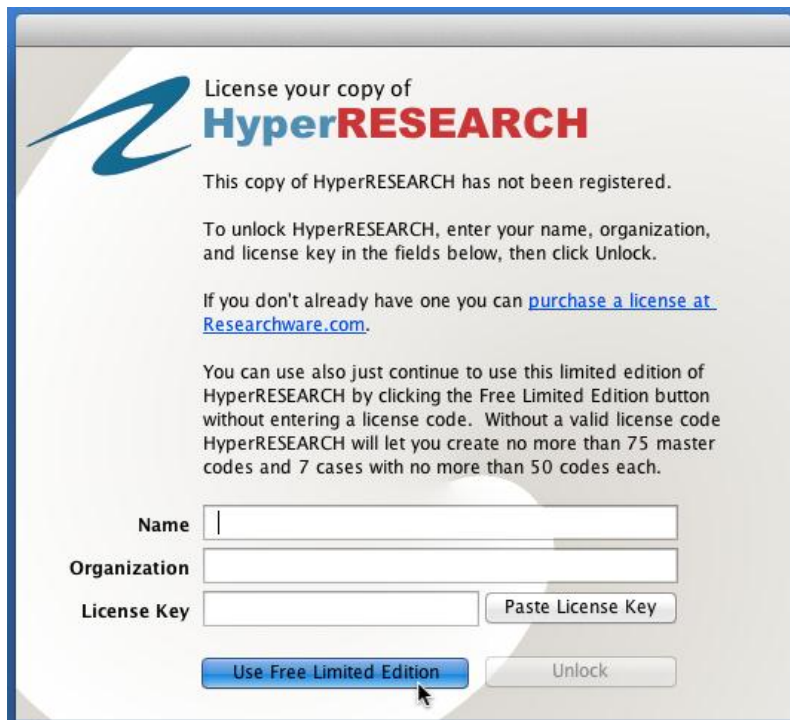 License your copy of
HyperRESEARCH
This copy of HyperRESEARCH has not been registered.
To unlock HyperRESEARCH, enter your name, organization,
and license key in the fields below, then click Unlock.
If you don't already have one you can purchase a license at
Researchware.com.
You can use also just continue to use this limited edition of
HyperRESEARCH by clicking the Free Limited Edition button
without entering a license code.  Without a valid license code
HyperRESEARCH will let you create no more than 75 master
codes and 7 cases with no more than 50 codes each.
Name
Organization
License Key
Paste License Key
Use Free Limited Edition
Unlock